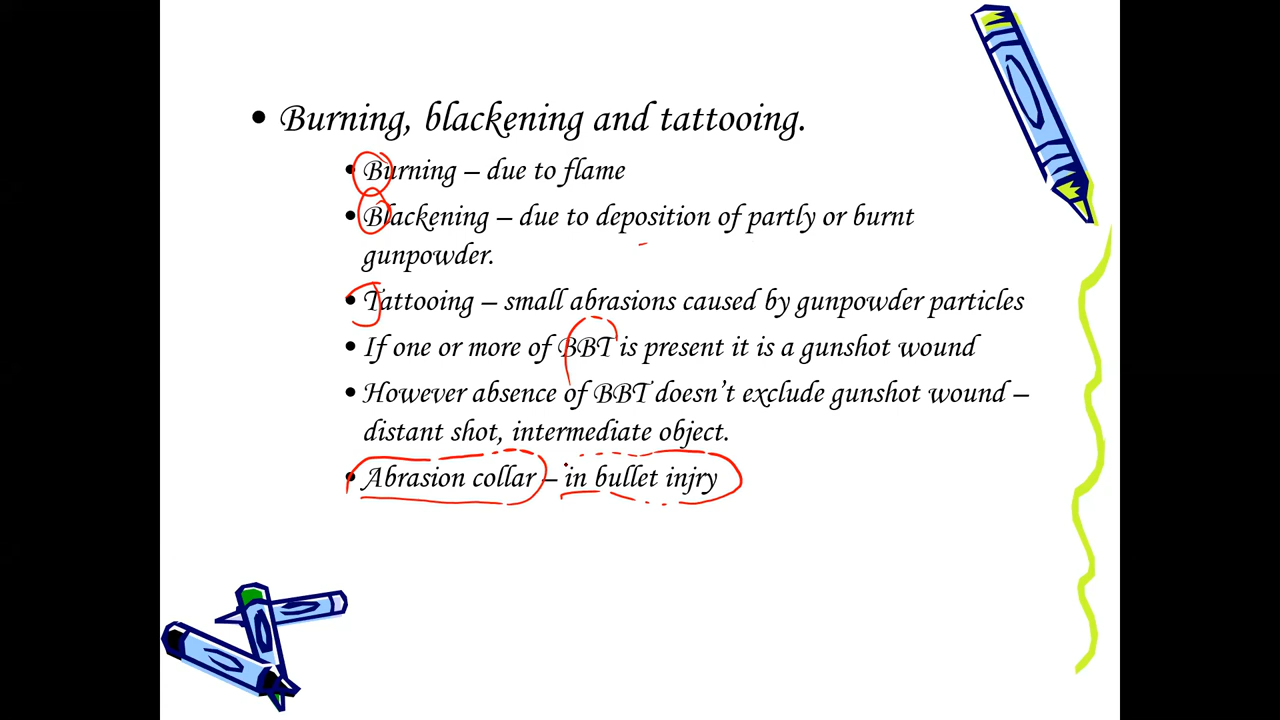 • Burning, blackening and tattooing.
• Burning – due to flame
• Blackening – due to deposition of partly or burnt
gunpowder.
• Tattooing – small abrasions caused by gunpowder particles
• If one or more of BBT is present it is a gunshot wound
• However absence of BBT doesn't exclude gunshot wound –
distant shot, intermediate object.
• Abrasion collar – in bullet injry